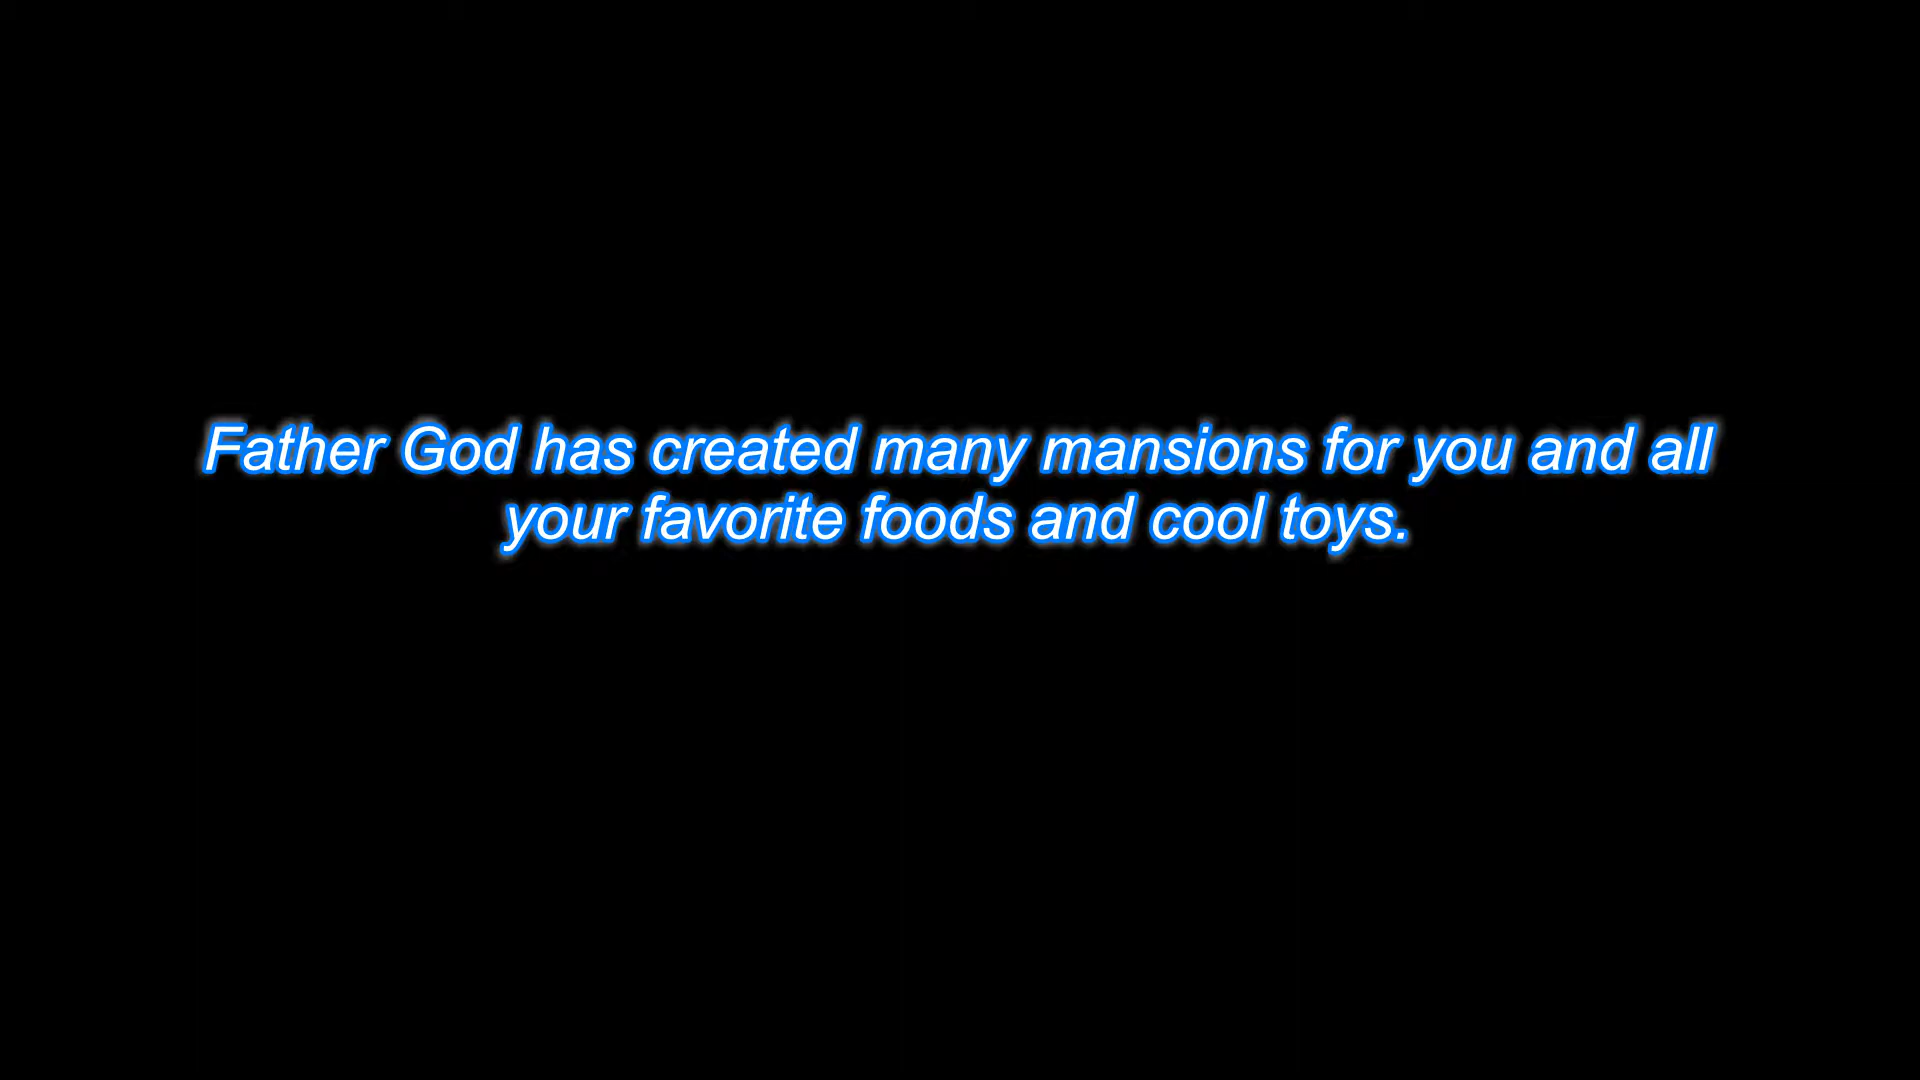 Father God has created many mansions for you and all
your favorite foods and cool toys.